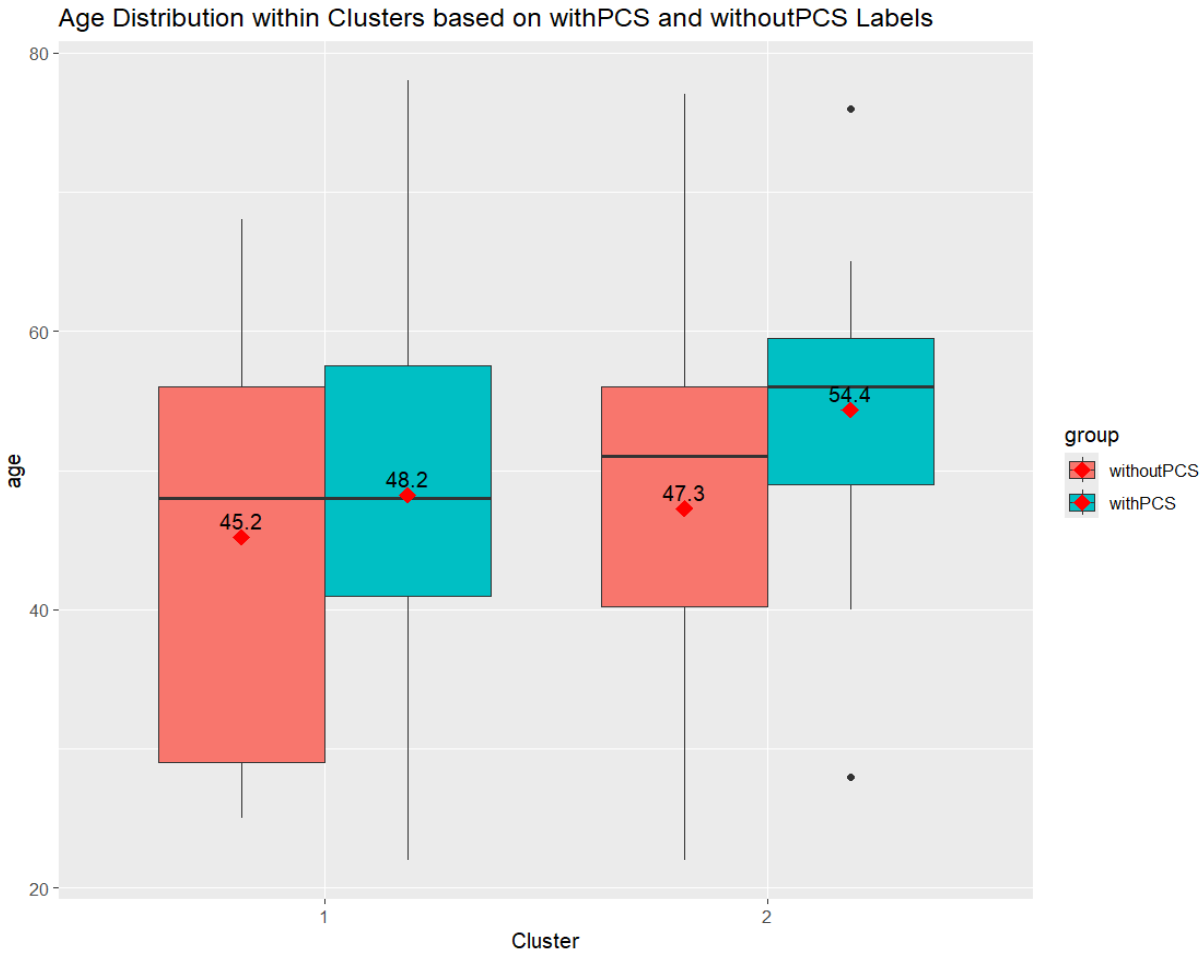 Age Distribution within Clusters based on withPCS and withoutPCS Labels
80
60
40
20
age
45.2
48.2
47.3
54.4
1
2
Cluster
group
withoutPCS
withPCS